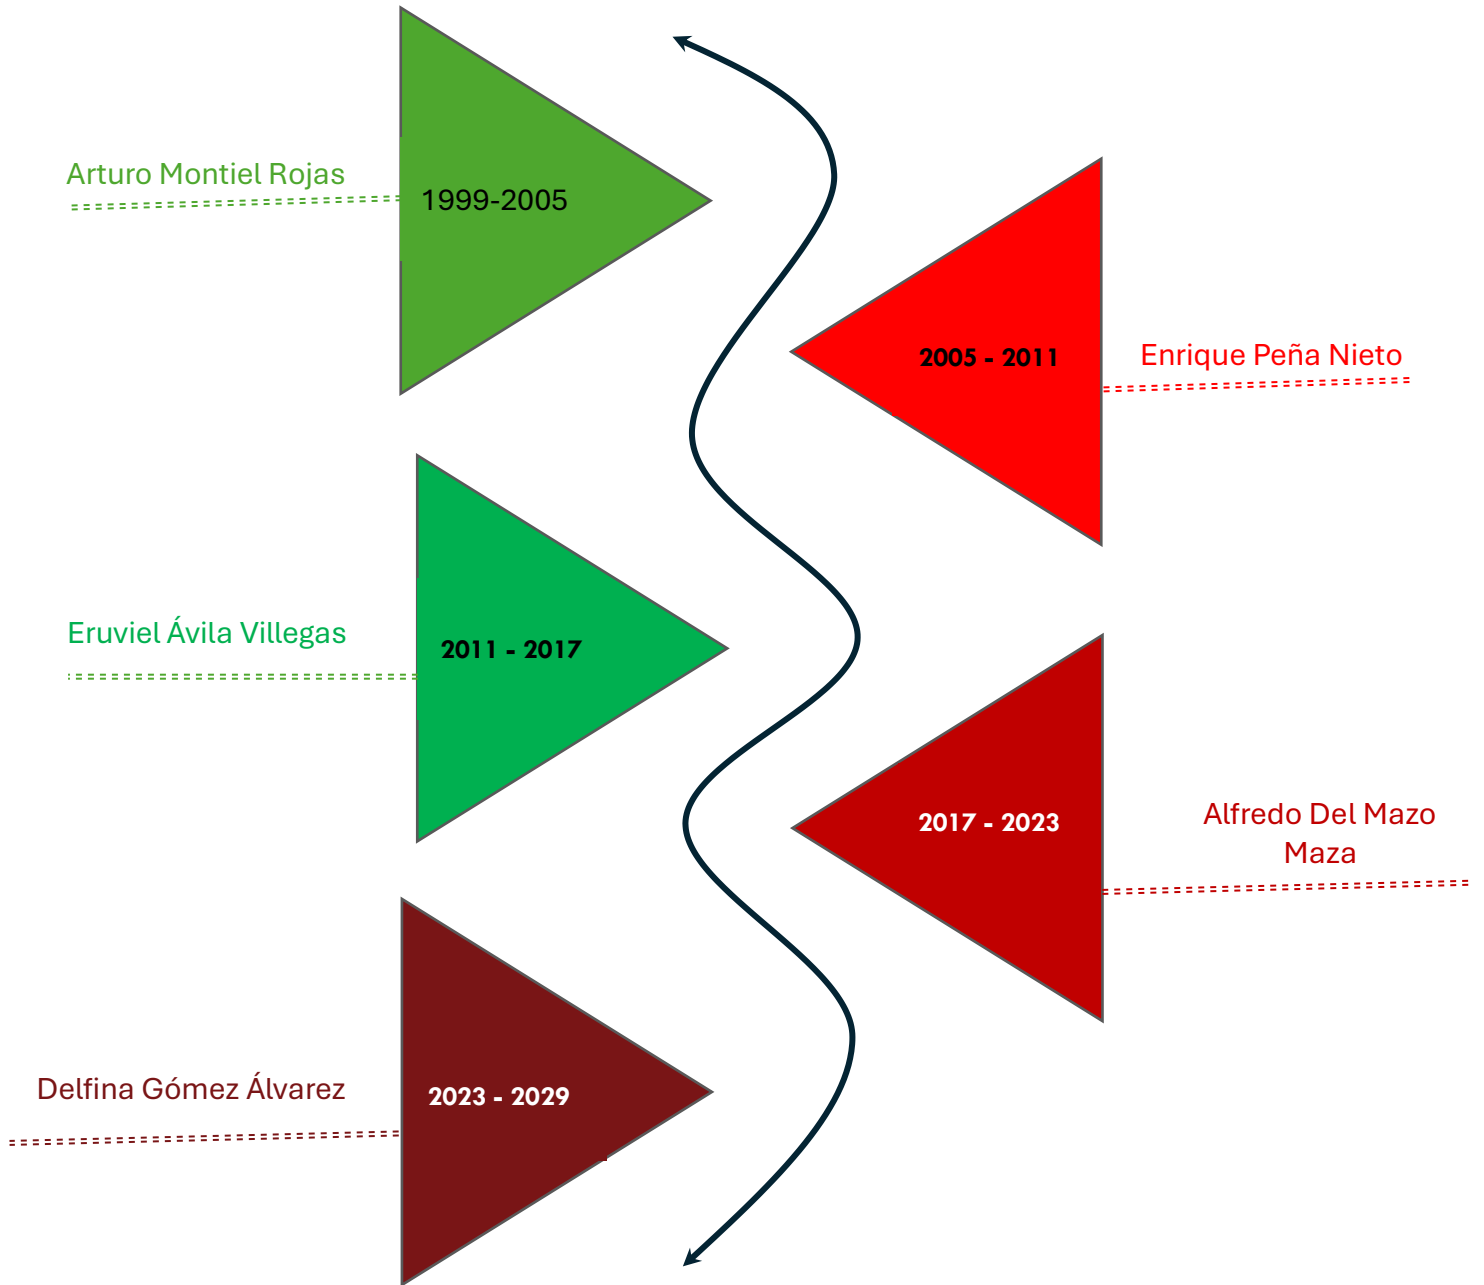 Arturo Montiel Rojas
1999-2005
2005 - 2011
Enrique Peña Nieto
Eruviel Ávila Villegas
2011 - 2017
2017 - 2023
Alfredo Del Mazo
Maza
Delfina Gómez Álvarez
2023 - 2029